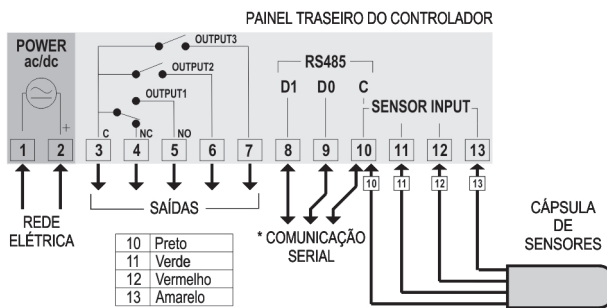 PAINEL TRASEIRO DO CONTROLADOR
POWER
ac/dc
OUTPUT3
OUTPUT2
OUTPUT1
RS485
D1 D0 C
SENSOR INPUT
+ C NC NO
1 2 3 4 5 6 7 8 9 10 11 12 13
10 11 12 13
REDE
ELÉTRICA
SAÍDAS
* COMUNICAÇÃO
SERIAL
CÁPSULA
DE
SENSORES
10 Preto
11 Verde
12 Vermelho
13 Amarelo